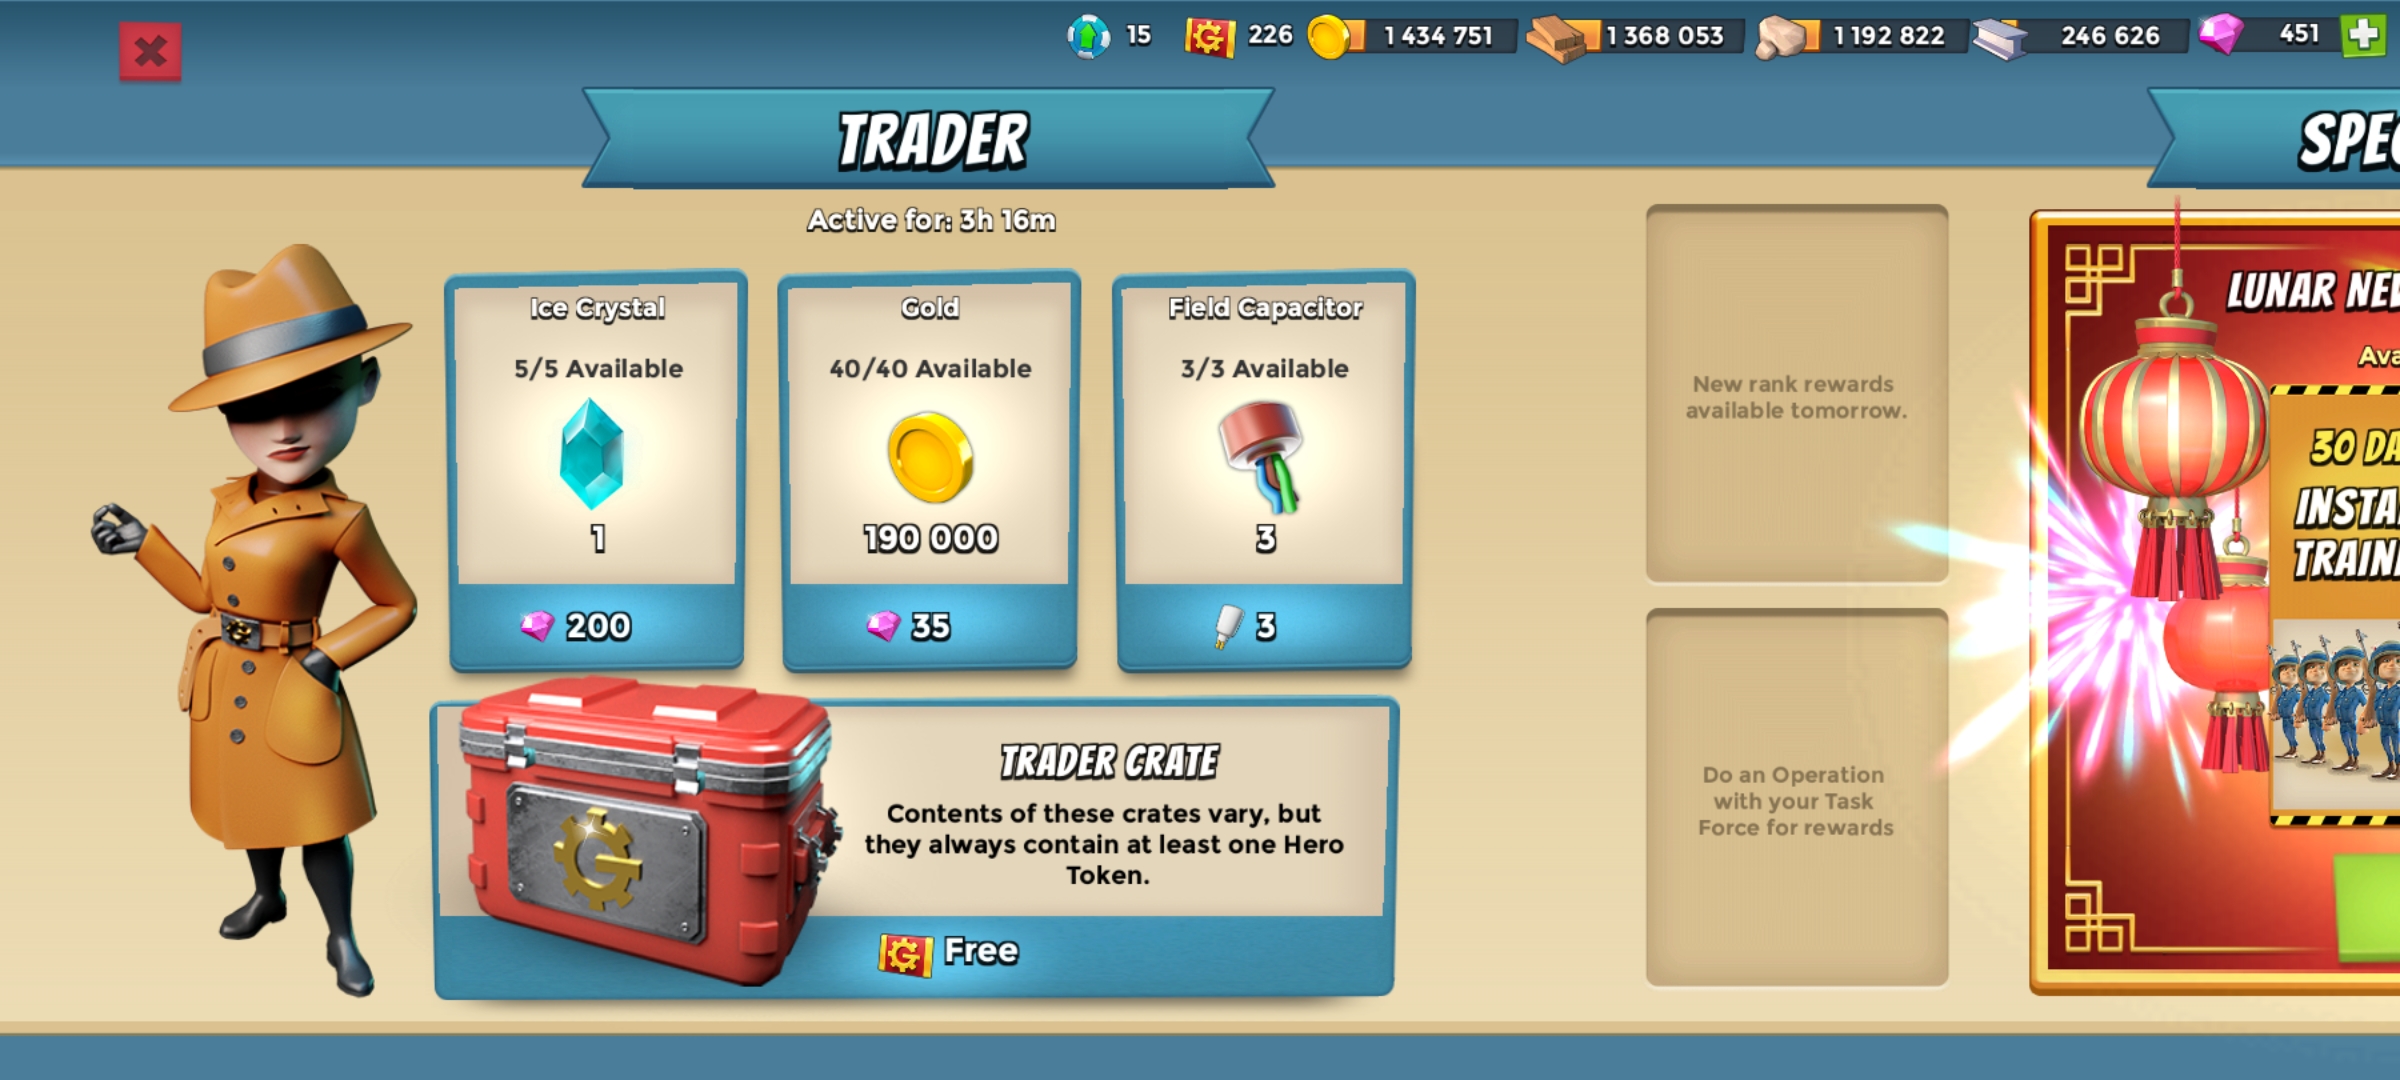 15
226
1 434 751
1 368 053
1 192 822
246 626
451
TRADER
Active for: 3h 16m
Ice Crystal
5/5 Available
1
200
Gold
40/40 Available
190 000
35
Field Capacitor
3/3 Available
3
3
TRADER CRATE
Contents of these crates vary, but
they always contain at least one Hero
Token.
G
Free
New rank rewards
available tomorrow.
Do an Operation
with your Task
Force for rewards
LUNAR
30